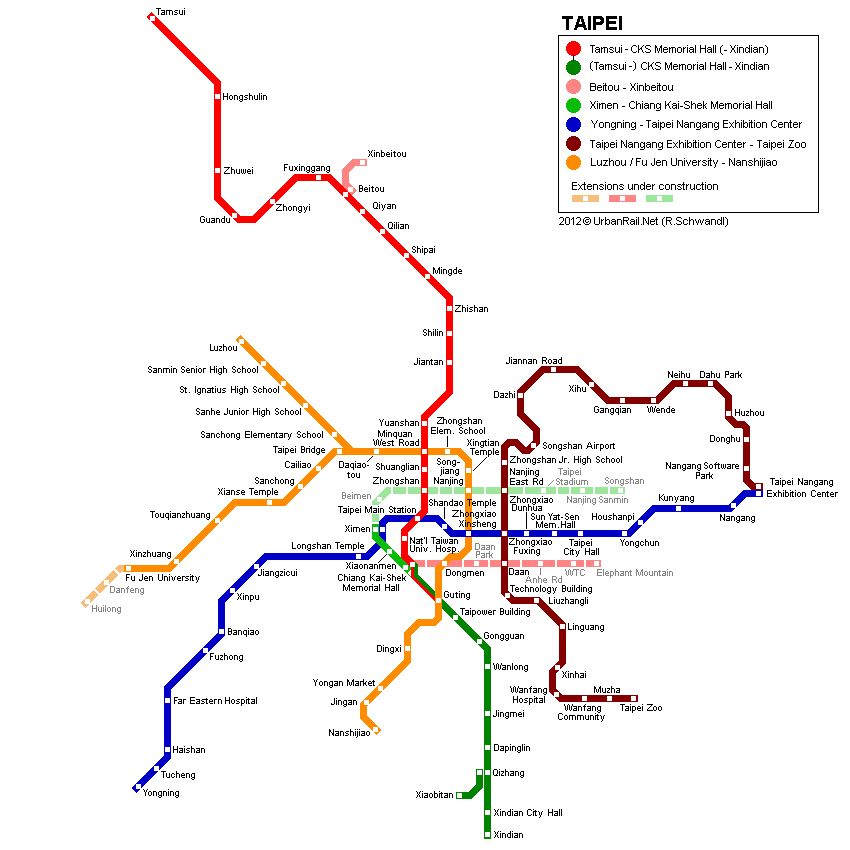 TAIPEI
Tamsui - CKS Memorial Hall (- Xindian)
(Tamsui -) CKS Memorial Hall - Xindian
Beitou - Xinbeitou
Ximen - Chiang Kai-Shek Memorial Hall
Yongning - Taipei Nangang Exhibition Center
Taipei Nangang Exhibition Center - Taipei Zoo
Luzhou / Fu Jen University - Nanshijiao
Extensions under construction
2012 © UrbanRail.Net (R.Schwandl)
Tamsui
Hongshulin
Zhuwei
Guandu
Zhongyi
Fuxinggang
Xinbeitou
Beitou
Qiyan
Qilian
Shipai
Mingde
Zhishan
Shilin
Jiantan
Luzhou
Sanmin Senior High School
St. Ignatius High School
Sanhe Junior High School
Sanchong Elementary School
Taipei Bridge
Cailiao
Sanchong
Xianse Temple
Touqianzhuang
Xinzhuang
Fu Jen University
Danfeng
Huilong
Yuanshan
Minquan
West Road
Daqiao-
tou
Shuanglian
Zhongshan
Zhongshan
Elem. School
Xingtian
Temple
Song-
jiang
Nanjing
Beimen
Taipei Main Station
Shandao Temple
Zhongxiao
Xinsheng
Ximen
Nat'l Taiwan
Univ. Hosp.
Xiaonanmen
Chiang Kai-Shek
Memorial Hall
Daan
Park
Dongmen
Guting
Longshan Temple
Jiangzicui
Xinpu
Banqiao
Fuzhong
Far Eastern Hospital
Haishan
Tucheng
Yongning
Jiannan Road
Dazhi
Xihu
Gangqian
Wende
Neihu
Dahu Park
Huzhou
Donghu
Nangang Software
Park
Taipei Nangang
Exhibition Center
Songshan Airport
Zhongshan Jr. High School
Nanjing
East Rd
Taipei
Stadium
Nanjing Sanmin
Songshan
Zhongxiao
Dunhua
Sun Yat-Sen
Mem.Hall
Zhongxiao
Fuxing
Taipei
City Hall
Houshanpi
Yongchun
Kunyang
Nangang
Daan
Anhe Rd
WTC
Elephant Mountain
Technology Building
Liuzhangli
Linguang
Xinhai
Wanfang
Hospital
Wanfang
Community
Muzha
Taipei Zoo
Taipower Building
Gongguan
Wanlong
Jingmei
Dapinglin
Qizhang
Xiaobitan
Xindian City Hall
Xindian
Dingxi
Yongan Market
Jingan
Nanshijiao